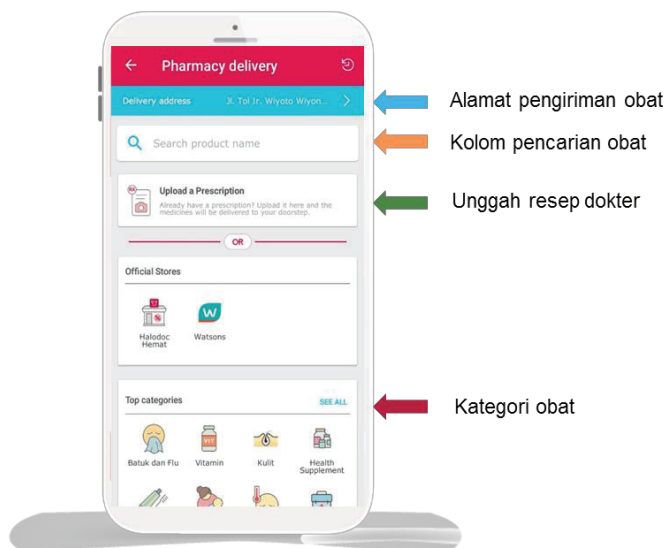 Pharmacy delivery
Delivery address Jl. Tol Ir. Wiyoto Wiyon...
Alamat pengiriman obat
Search product name
Kolom pencarian obat
Upload a Prescription
Already have a prescription? Upload it here and the
medicines will be delivered to your doorstep.
Unggah resep dokter
OR
Official Stores
W
Halodoc
Hemat
Watsons
Top categories SEE ALL
Kategori obat
VIT
Batuk dan Flu Vitamin Kulit Health
Supplement